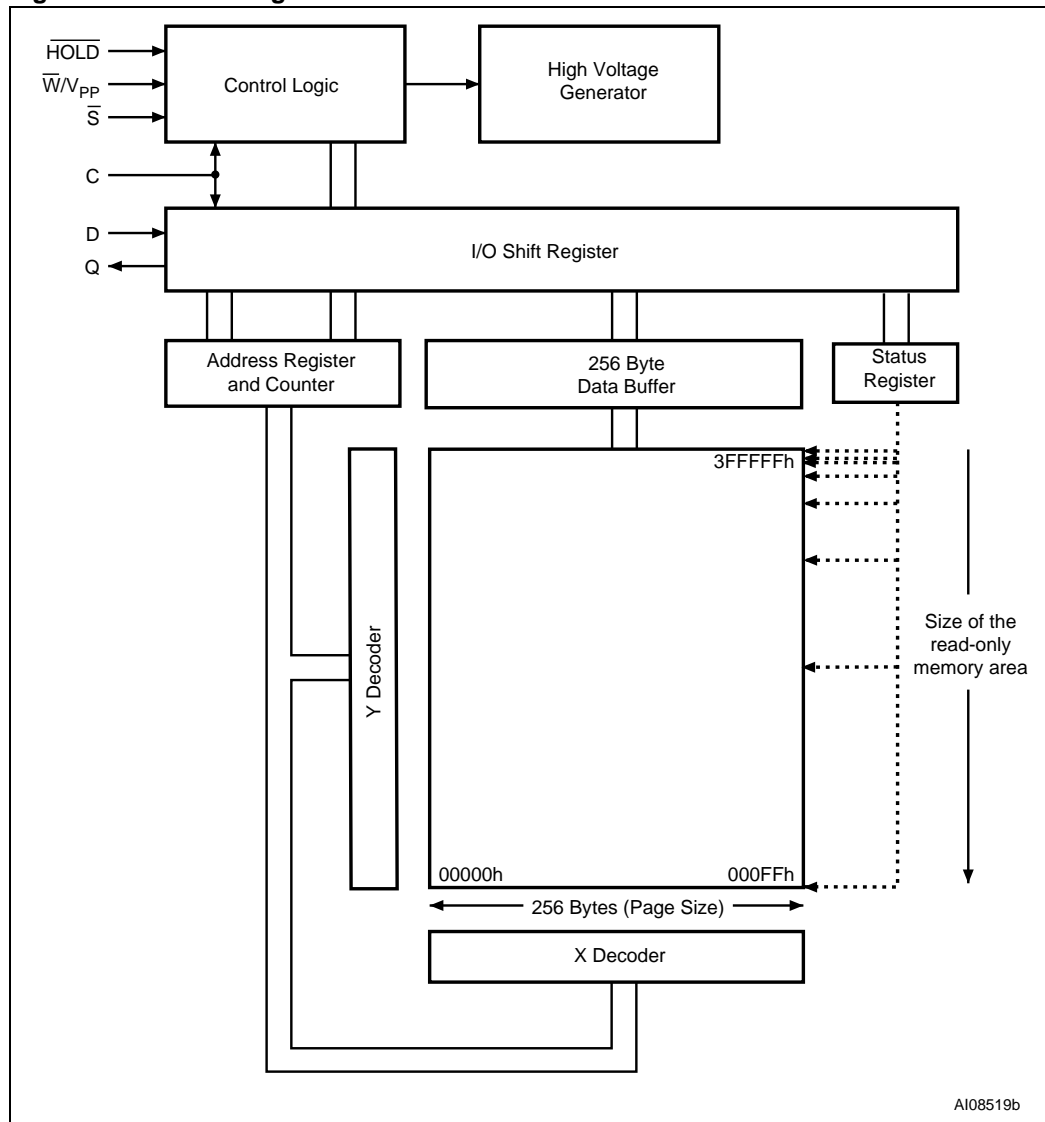 HOLD
W/VPP
S
C
D
Q
Control Logic
High Voltage
Generator
I/O Shift Register
Address Register
and Counter
256 Byte
Data Buffer
Status
Register
3FFFFFh
Y Decoder
Size of the
read-only
memory area
00000h
000FFh
256 Bytes (Page Size)
X Decoder
AI08519b